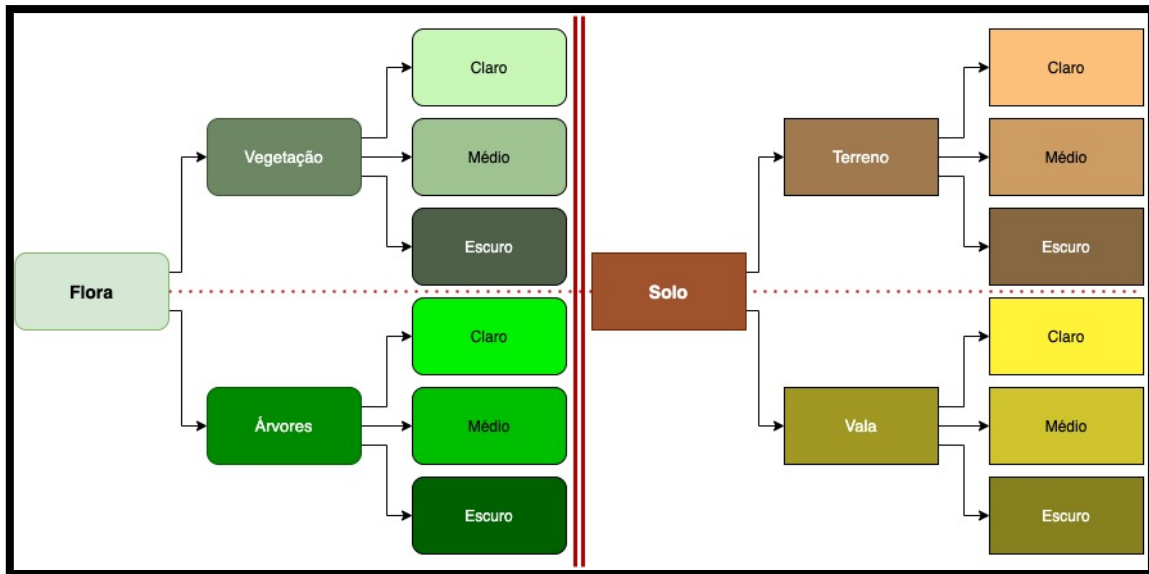 Flora
Vegetação
Claro
Médio
Escuro
Árvores
Claro
Médio
Escuro
Solo
Terreno
Claro
Médio
Escuro
Vala
Claro
Médio
Escuro